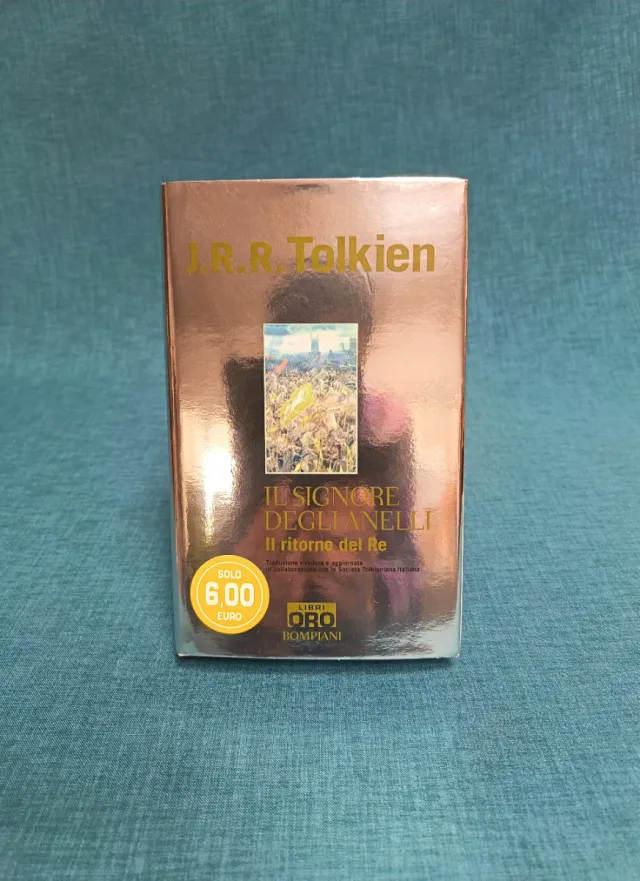 J.R.R. Tolkien
IL SIGNORE
DEGLI ANELLI
Il ritorno del Re
Traduzione riveduta e aggiornata
in collaborazione con la Società Tolkieniana Italiana
SOLO
6,00
EURO
LIBRI
ORO
BOMPIANI